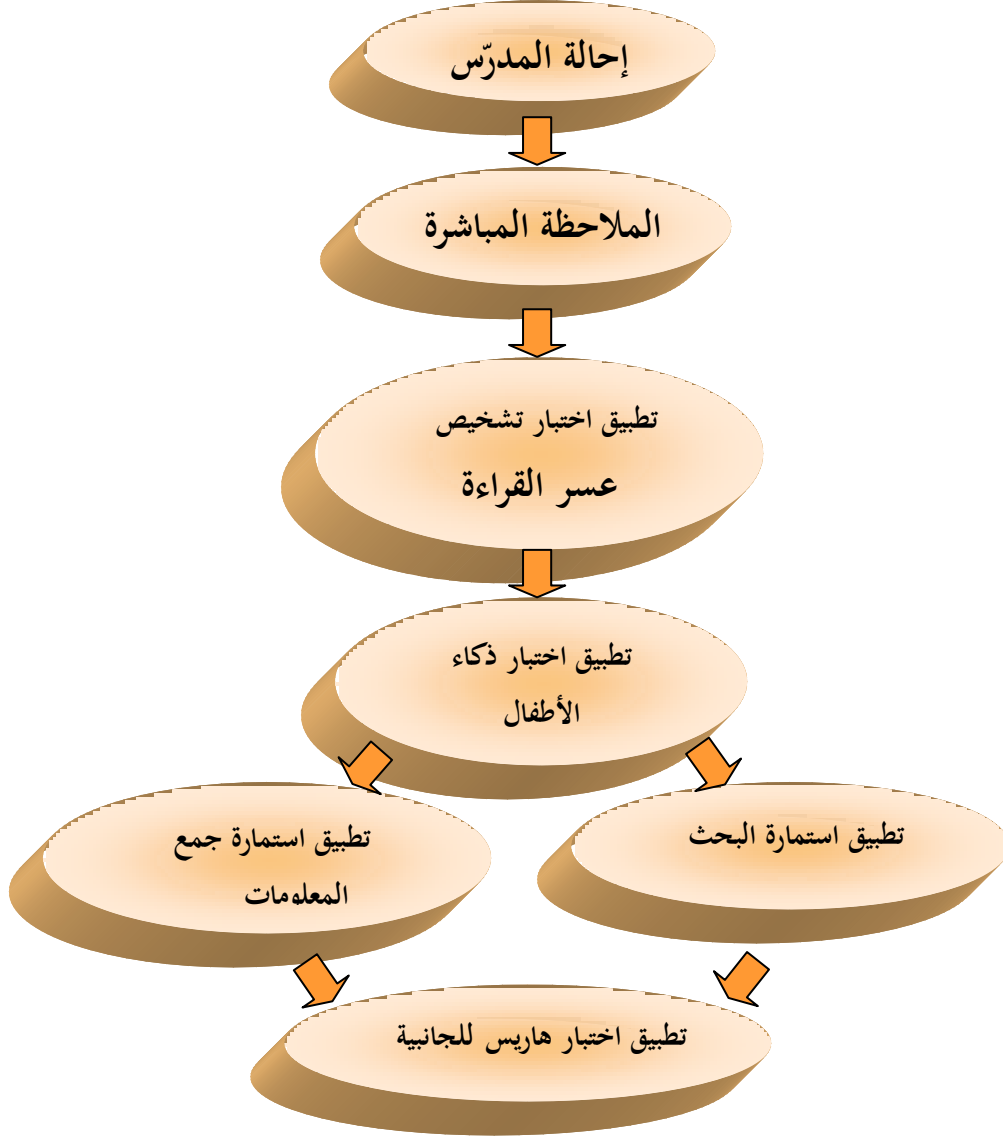 إحالة المدرّس
الملاحظة المباشرة
تطبيق اختبار تشخيص
عسر القراءة
تطبيق اختبار ذكاء
الأطفال
تطبيق استمارة البحث
تطبيق استمارة جمع
المعلومات
تطبيق اختبار هاريس للجانبية